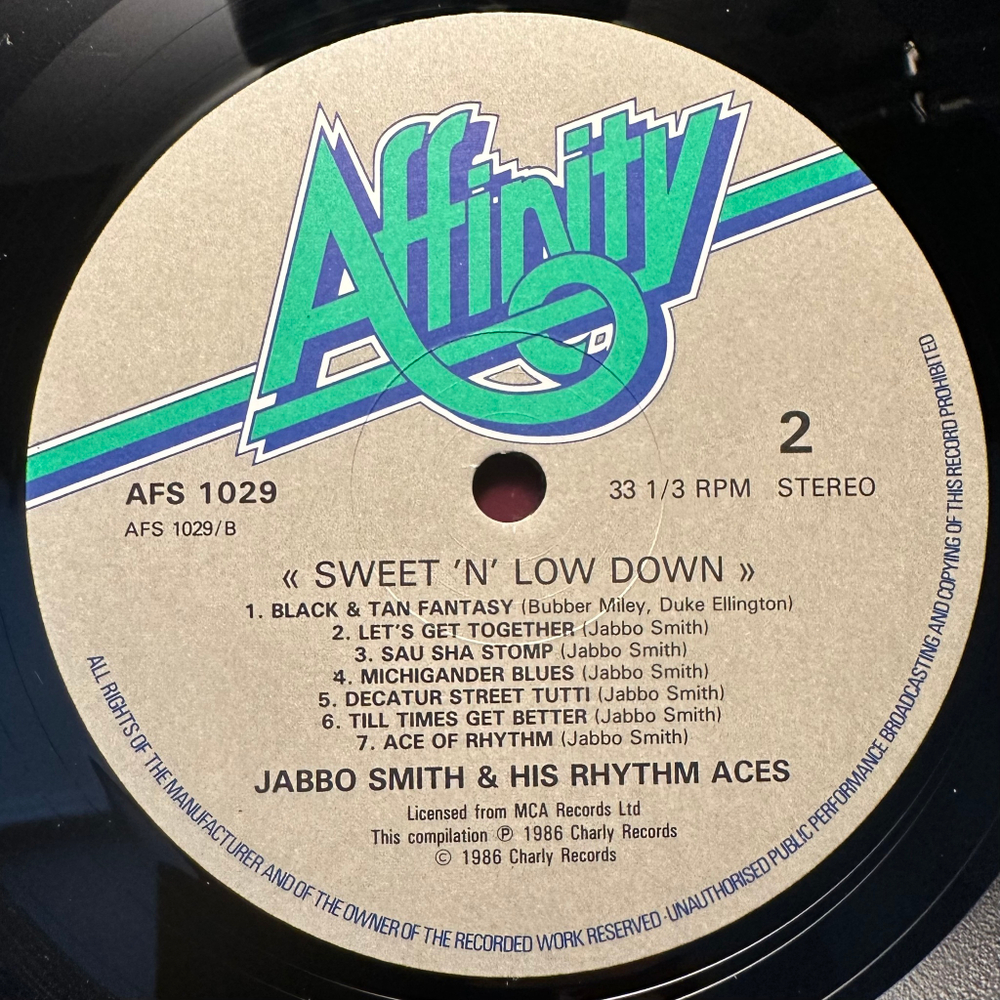 Affinity
2
AFS 1029
33 1/3 RPM STEREO
AFS 1029/B
« SWEET 'N' LOW DOWN »
1. BLACK & TAN FANTASY (Bubber Miley, Duke Ellington)
2. LET'S GET TOGETHER (Jabbo Smith)
3. SAU SHA STOMP (Jabbo Smith)
4. MICHIGANDER BLUES (Jabbo Smith)
5. DECATUR STREET TUTTI (Jabbo Smith)
6. TILL TIMES GET BETTER (Jabbo Smith)
7. ACE OF RHYTHM (Jabbo Smith)
JABBO SMITH & HIS RHYTHM ACES
Licensed from MCA Records Ltd
This compilation ℗ 1986 Charly Records
© 1986 Charly Records
ALL RIGHTS OF THE MANUFACTURER AND OF THE OWNER OF THE RECORDED WORK RESERVED · UNAUTHORISED PUBLIC PERFORMANCE BROADCASTING AND COPYING OF THIS RECORD PROHIBITED